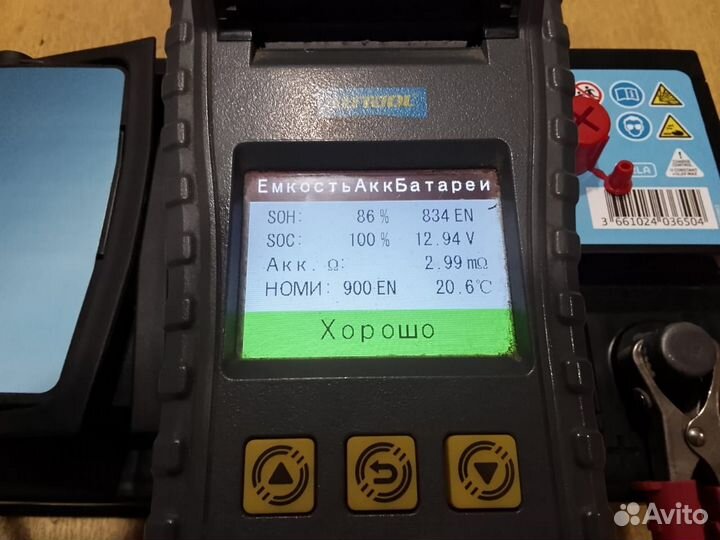 AUTOOL
ЕмкостьАккБатареи
SOH: 86% 834 EN
SOC: 100% 12.94 V
Акк. Ω: 2.99 mΩ
НОМИ: 900 EN 20.6℃
Хорошо
3 661024 036504
Avito